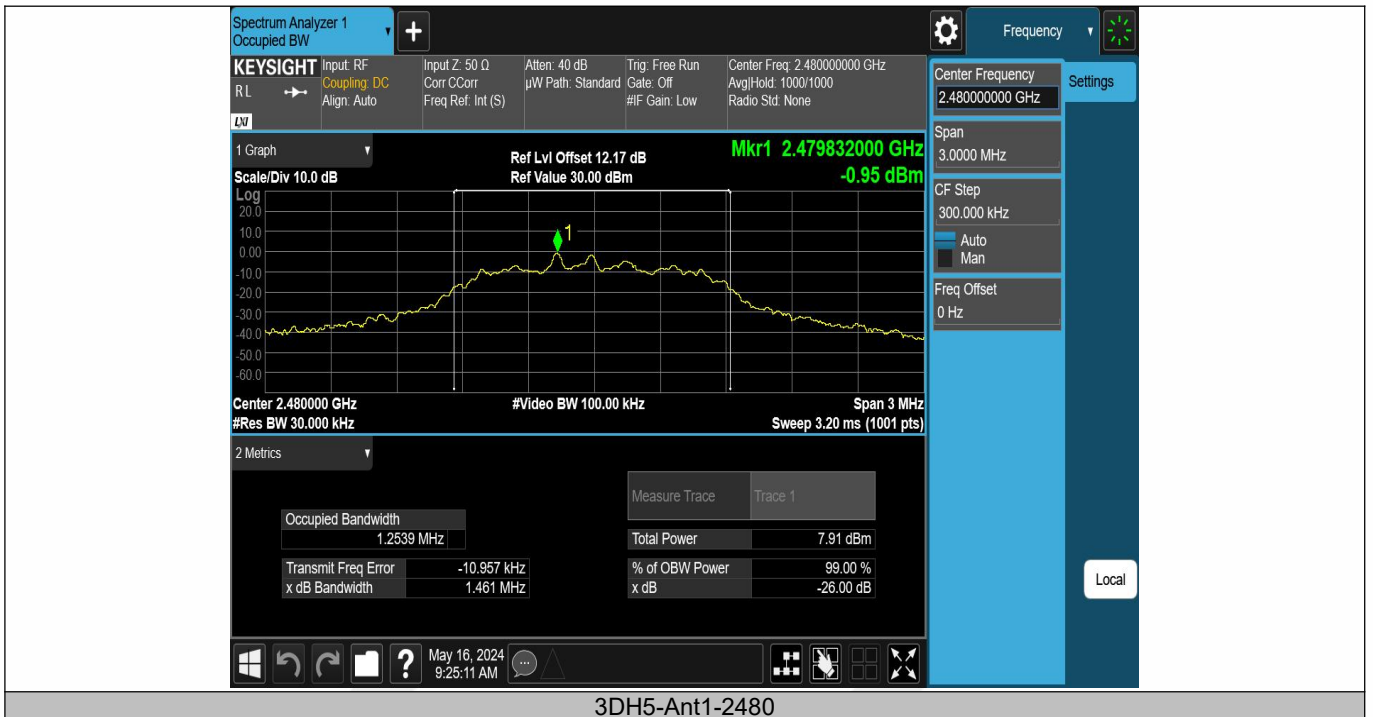 Spectrum Analyzer 1
Occupied BW
+
Frequency
KEYSIGHT
RL
LXI
Input: RF
Coupling: DC
Align: Auto
Input Z: 50 Ω
Corr CCorr
Freq Ref: Int (S)
Atten: 40 dB
µW Path: Standard
Trig: Free Run
Gate: Off
#IF Gain: Low
Center Freq: 2.480000000 GHz
Avg|Hold: 1000/1000
Radio Std: None
Center Frequency
2.480000000 GHz
Settings
Span
3.0000 MHz
CF Step
300.000 kHz
Auto
Man
Freq Offset
0 Hz
Local
1 Graph
Scale/Div 10.0 dB
Ref Lvl Offset 12.17 dB
Ref Value 30.00 dBm
Mkr1 2.479832000 GHz
-0.95 dBm
Log
20.0
10.0
0.00
-10.0
-20.0
-30.0
-40.0
-50.0
-60.0
1
Center 2.480000 GHz
#Video BW 100.00 kHz
Span 3 MHz
#Res BW 30.000 kHz
Sweep 3.20 ms (1001 pts)
2 Metrics
Measure Trace Trace 1
Occupied Bandwidth
1.2539 MHz
Total Power 7.91 dBm
Transmit Freq Error -10.957 kHz
% of OBW Power 99.00 %
x dB Bandwidth 1.461 MHz
x dB -26.00 dB
?
May 16, 2024
9:25:11 AM
3DH5-Ant1-2480